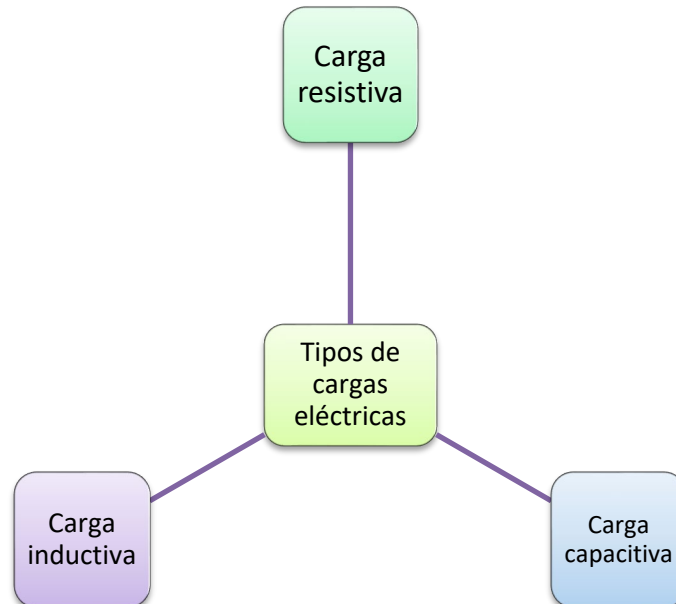 Carga
resistiva
Tipos de
cargas
eléctricas
Carga
inductiva
Carga
capacitiva